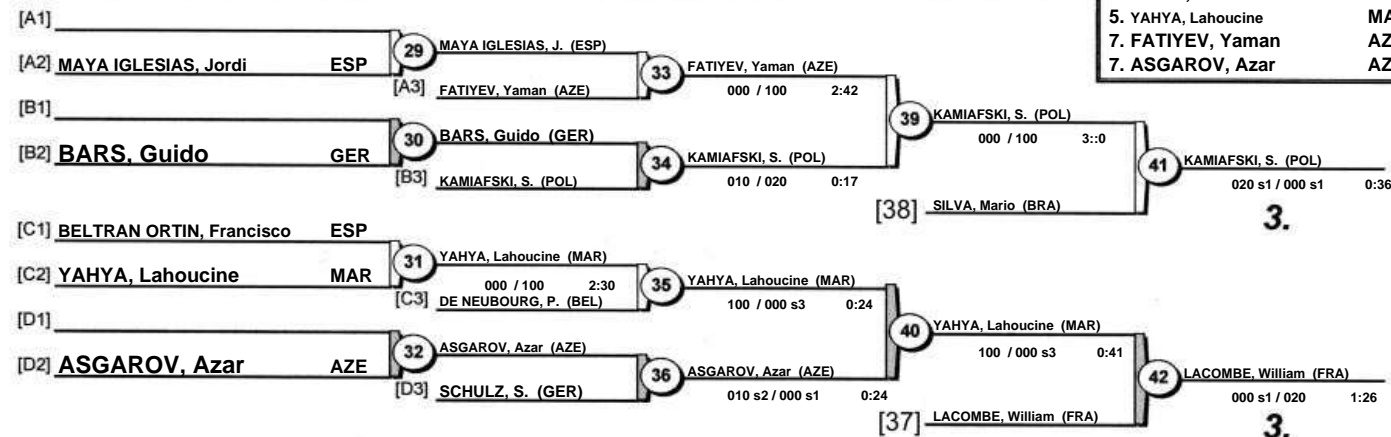 5. YAHYA, Lahoucine
7. FATIYEV, Yaman
7. ASGAROV, Azar
[A1]
[A2] MAYA IGLESIAS, Jordi ESP
29
MAYA IGLESIAS, J. (ESP)
[A3] FATIYEV, Yaman (AZE)
33
FATIYEV, Yaman (AZE)
000 / 100 2:42
[B1]
[B2] BARS, Guido GER
30
BARS, Guido (GER)
[B3] KAMIAFSKI, S. (POL)
34
KAMIAFSKI, S. (POL)
010 / 020 0:17
39
KAMIAFSKI, S. (POL)
000 / 100 3::0
[38] SILVA, Mario (BRA)
41
KAMIAFSKI, S. (POL)
020 s1 / 000 s1 0:36
3.
[C1] BELTRAN ORTIN, Francisco ESP
[C2] YAHYA, Lahoucine MAR
31
YAHYA, Lahoucine (MAR)
000 / 100 2:30
[C3] DE NEUBOURG, P. (BEL)
35
YAHYA, Lahoucine (MAR)
100 / 000 s3 0:24
[D1]
[D2] ASGAROV, Azar AZE
32
ASGAROV, Azar (AZE)
[D3] SCHULZ, S. (GER)
36
ASGAROV, Azar (AZE)
010 s2 / 000 s1 0:24
40
YAHYA, Lahoucine (MAR)
100 / 000 s3 0:41
[37] LACOMBE, William (FRA)
42
LACOMBE, William (FRA)
000 s1 / 020 1:26
3.